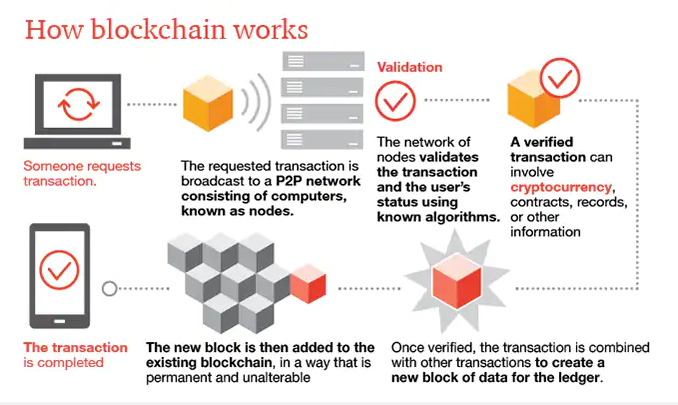 How blockchain works
Someone requests
transaction.
The requested transaction is
broadcast to a P2P network
consisting of computers,
known as nodes.
Validation
The network of
nodes validates
the transaction
and the user's
status using
known algorithms.
A verified
transaction can
involve
cryptocurrency,
contracts, records,
or other
information
The transaction
is completed
The new block is then added to the
existing blockchain, in a way that is
permanent and unalterable
Once verified, the transaction is combined
with other transactions to create a
new block of data for the ledger.